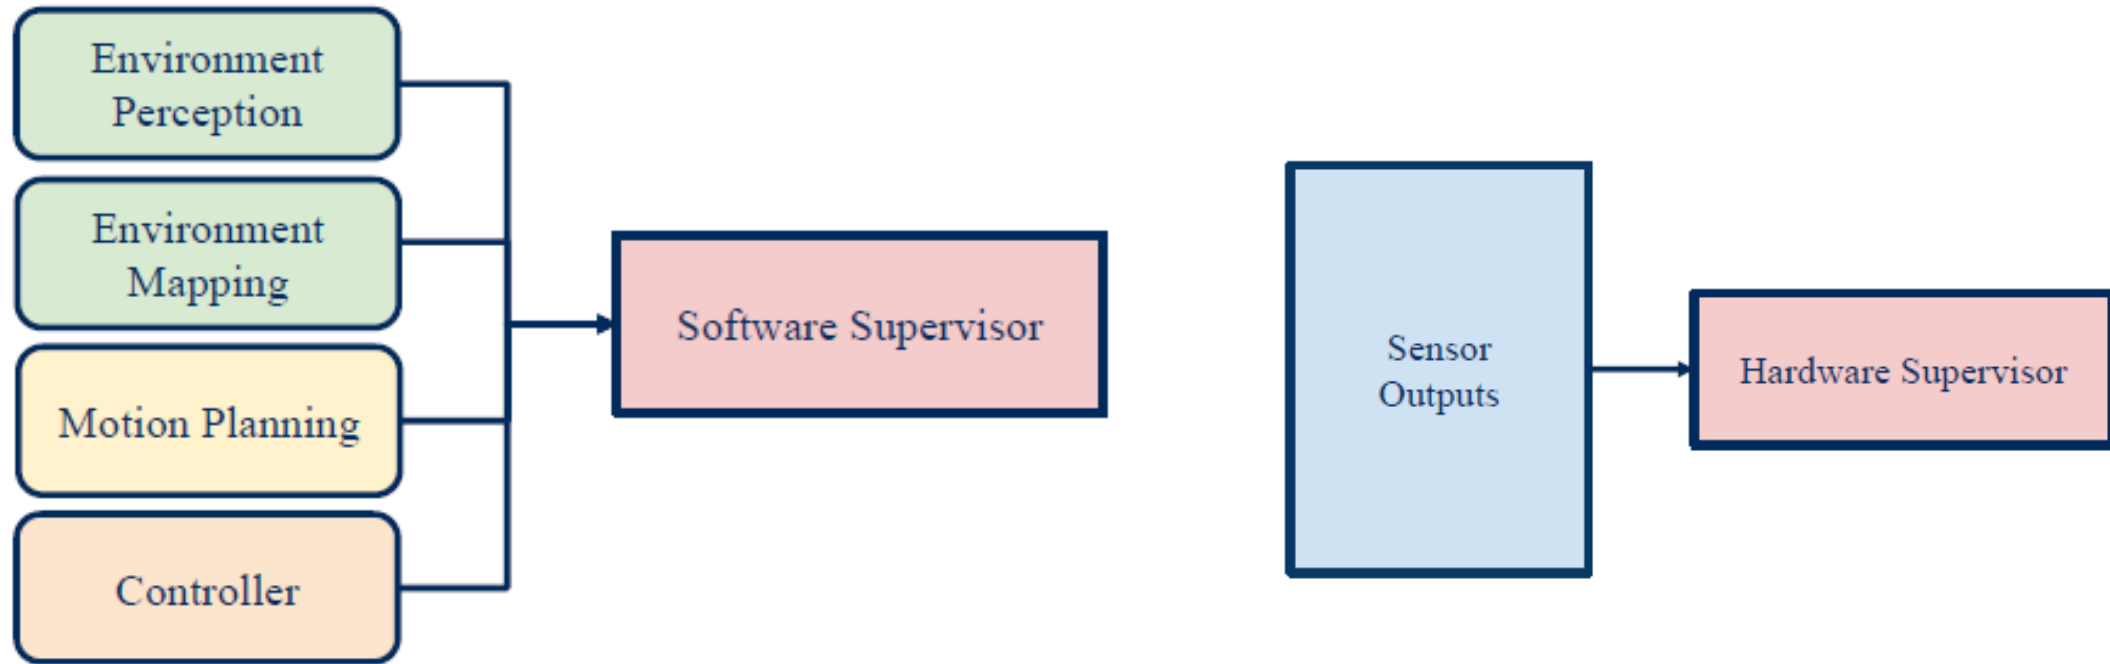 Environment
Perception
Environment
Mapping
Motion Planning
Controller
Software Supervisor
Sensor
Outputs
Hardware Supervisor